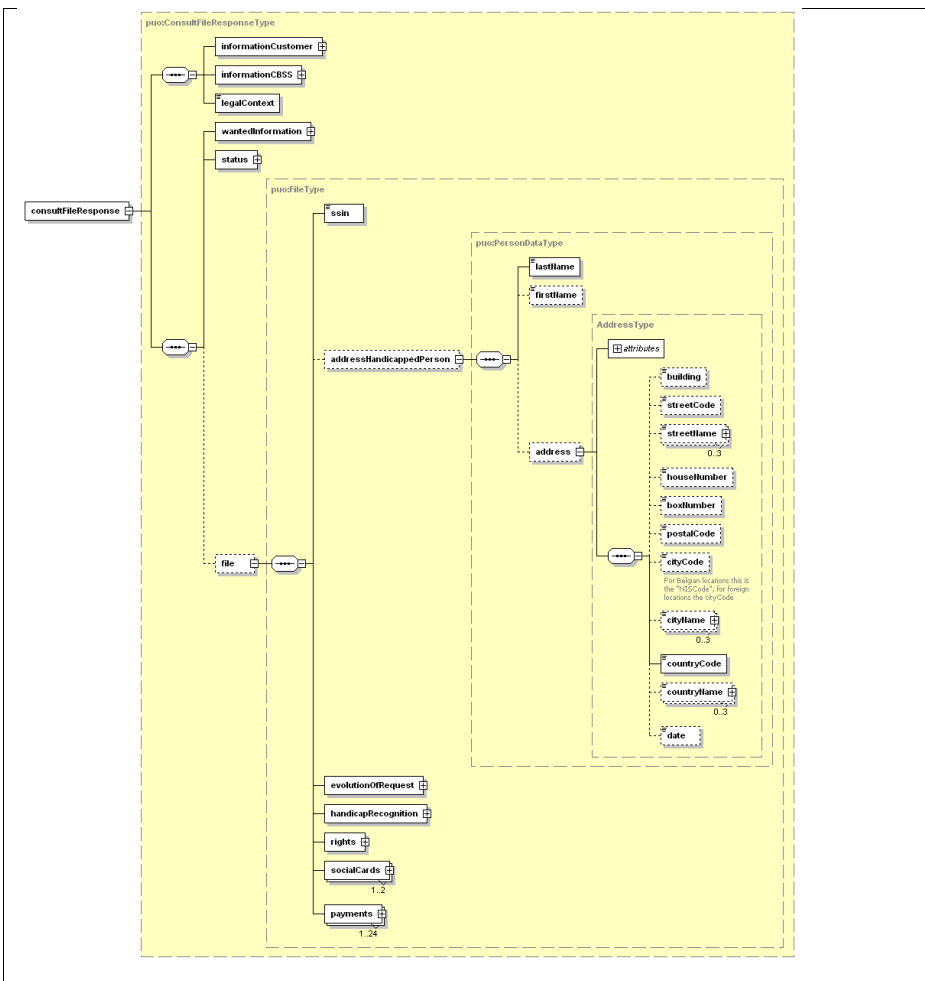 puo:ConsultFileResponseType
informationCustomer
informationCBSS
legalContext
wantedInformation
status
puo:FileType
consultFileResponse
ssin
puo:PersonDataType
lastName
firstName
AddressType
attributes
addressHandicappedPerson
building
streetCode
streetName
0..3
address
houseNumber
boxNumber
postalCode
cityCode
file
For Belgian locations this is
the "NISCode", for foreign
locations the cityCode
cityName
0..3
countryCode
countryName
0..3
date
evolutionOfRequest
handicapRecognition
rights
socialCards
1..2
payments
1..24